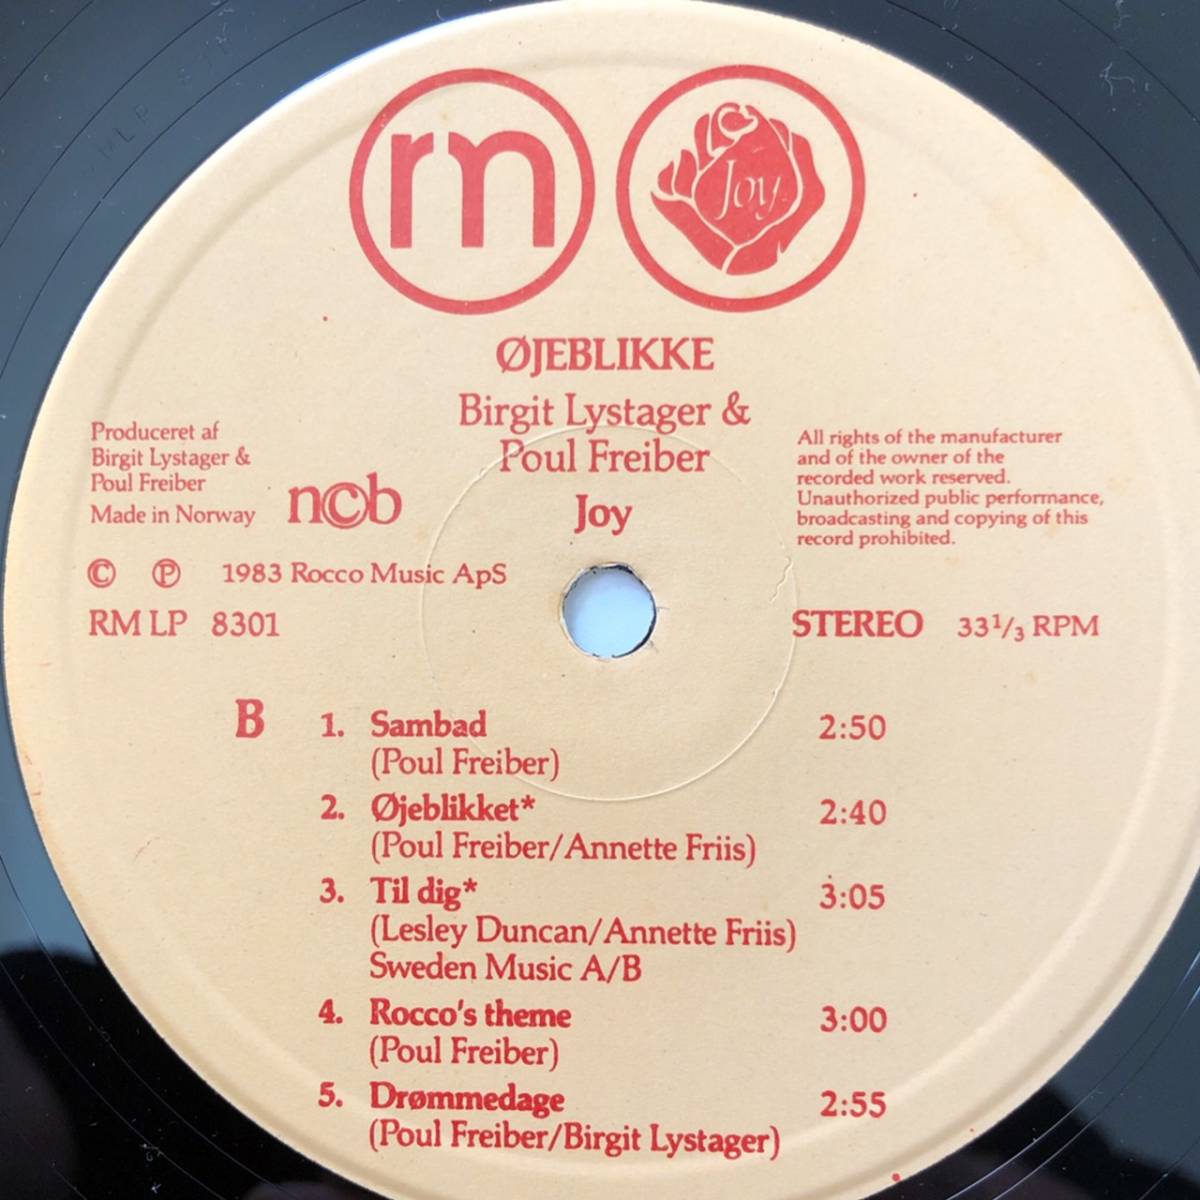 rm
Joy
ØJEBLIKKE
Birgit Lystager &
Poul Freiber
Joy
Produceret af
Birgit Lystager &
Poul Freiber
Made in Norway
n©b
© ℗ 1983 Rocco Music ApS
RM LP 8301
All rights of the manufacturer
and of the owner of the
recorded work reserved.
Unauthorized public performance,
broadcasting and copying of this
record prohibited.
STEREO 33 1/3 RPM
B
1. Sambad 2:50
(Poul Freiber)
2. Øjeblikket* 2:40
(Poul Freiber/Annette Friis)
3. Til dig* 3:05
(Lesley Duncan/Annette Friis)
Sweden Music A/B
4. Rocco's theme 3:00
(Poul Freiber)
5. Drømmedage 2:55
(Poul Freiber/Birgit Lystager)